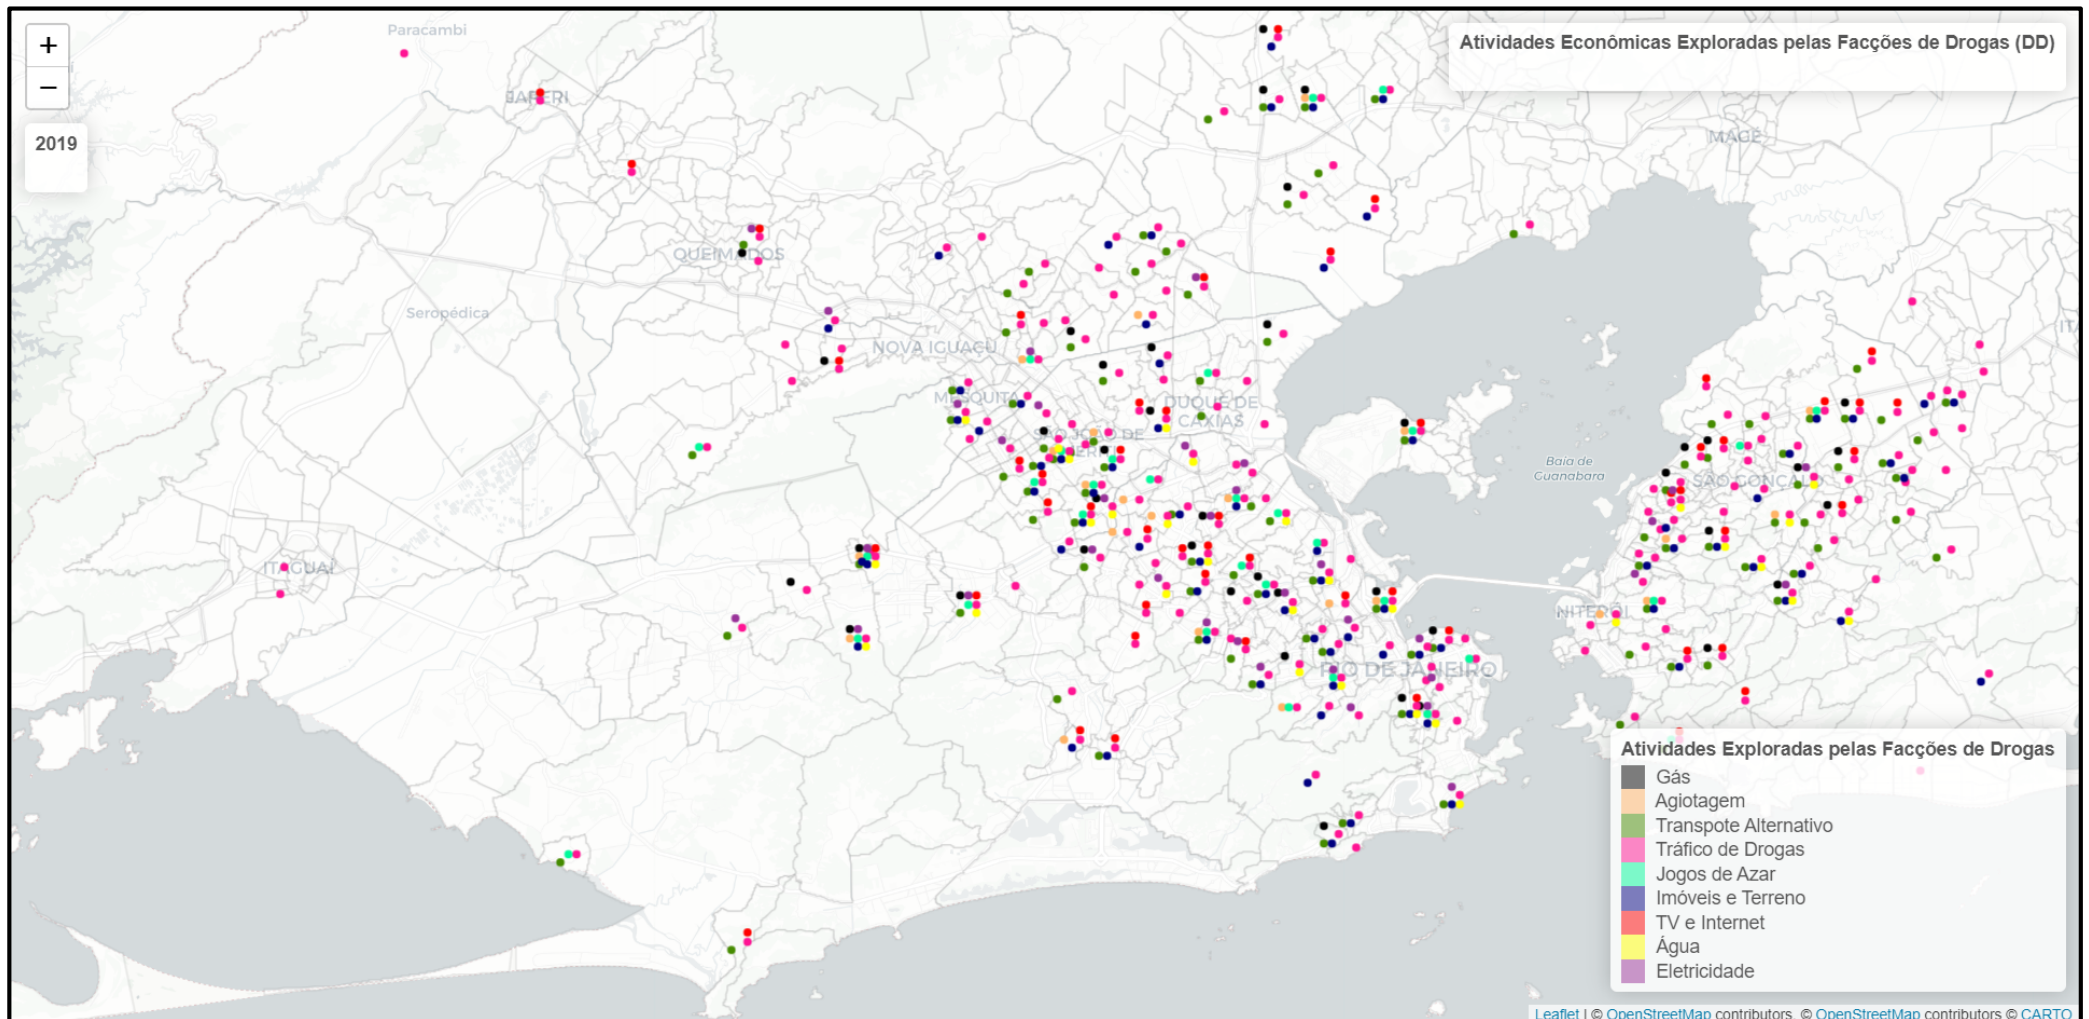 +
−
2019
Atividades Econômicas Exploradas pelas Facções de Drogas (DD)
Paracambi
JAPERI
MAGÉ
QUEIMADOS
Seropédica
NOVA IGUAÇU
MESQUITA
DUQUE DE
CAXIAS
SÃO JOÃO DE
Baía de
Guanabara
SÃO GONÇALO
ITAGUAÍ
NITERÓI
RIO DE JANEIRO
Atividades Exploradas pelas Facções de Drogas
Gás
Agiotagem
Transpote Alternativo
Tráfico de Drogas
Jogos de Azar
Imóveis e Terreno
TV e Internet
Água
Eletricidade
Leaflet | © OpenStreetMap contributors, © OpenStreetMap contributors © CARTO